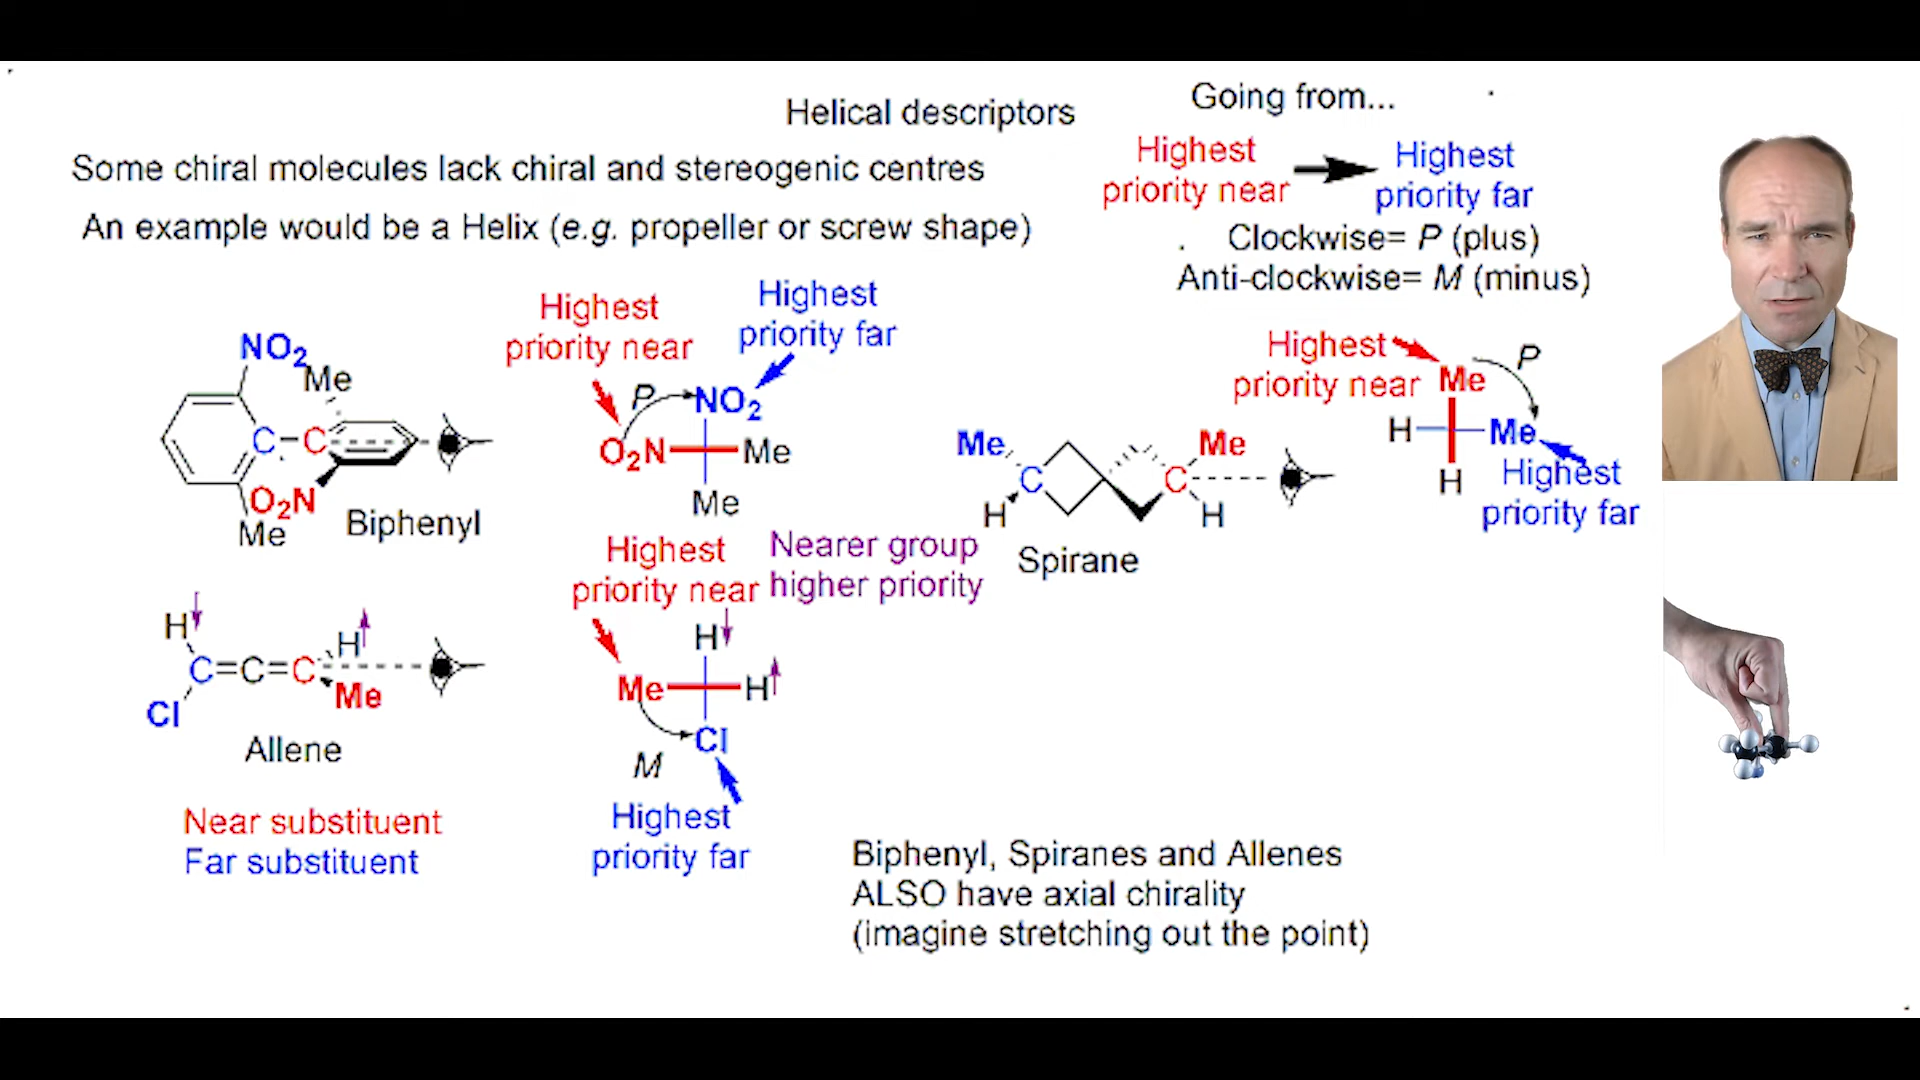 Helical descriptors
Going from...
Some chiral molecules lack chiral and stereogenic centres
An example would be a Helix (e.g. propeller or screw shape)
Highest
priority near
Highest
priority far
Clockwise= P (plus)
Anti-clockwise= M (minus)
NO2
Me
C-C
O2N
Me
Biphenyl
Highest
priority near
Highest
priority far
P
NO2
O2N
Me
Me
Me
C
H
C
Me
H
Spirane
Highest
priority near
Me
P
H
Me
H
Highest
priority far
H
H
C=C=C
Me
Cl
Allene
Highest
priority near
Nearer group
higher priority
H
Me
H
Cl
M
Highest
priority far
Near substituent
Far substituent
Biphenyl, Spiranes and Allenes
ALSO have axial chirality
(imagine stretching out the point)